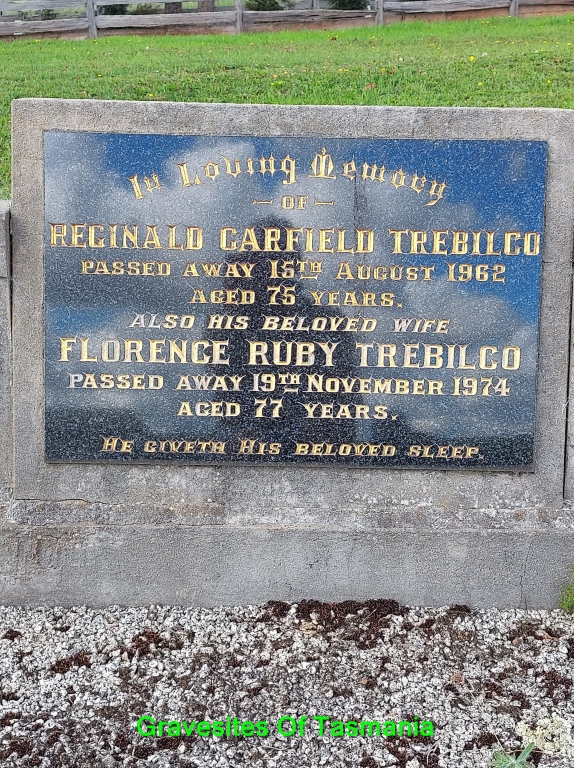 In Loving Memory
— OF —
REGINALD GARFIELD TREBILCO
PASSED AWAY 15TH AUGUST 1962
AGED 75 YEARS.
ALSO HIS BELOVED WIFE
FLORENCE RUBY TREBILCO
PASSED AWAY 19TH NOVEMBER 1974
AGED 77 YEARS.
HE GIVETH HIS BELOVED SLEEP.
Gravesites Of Tasmania